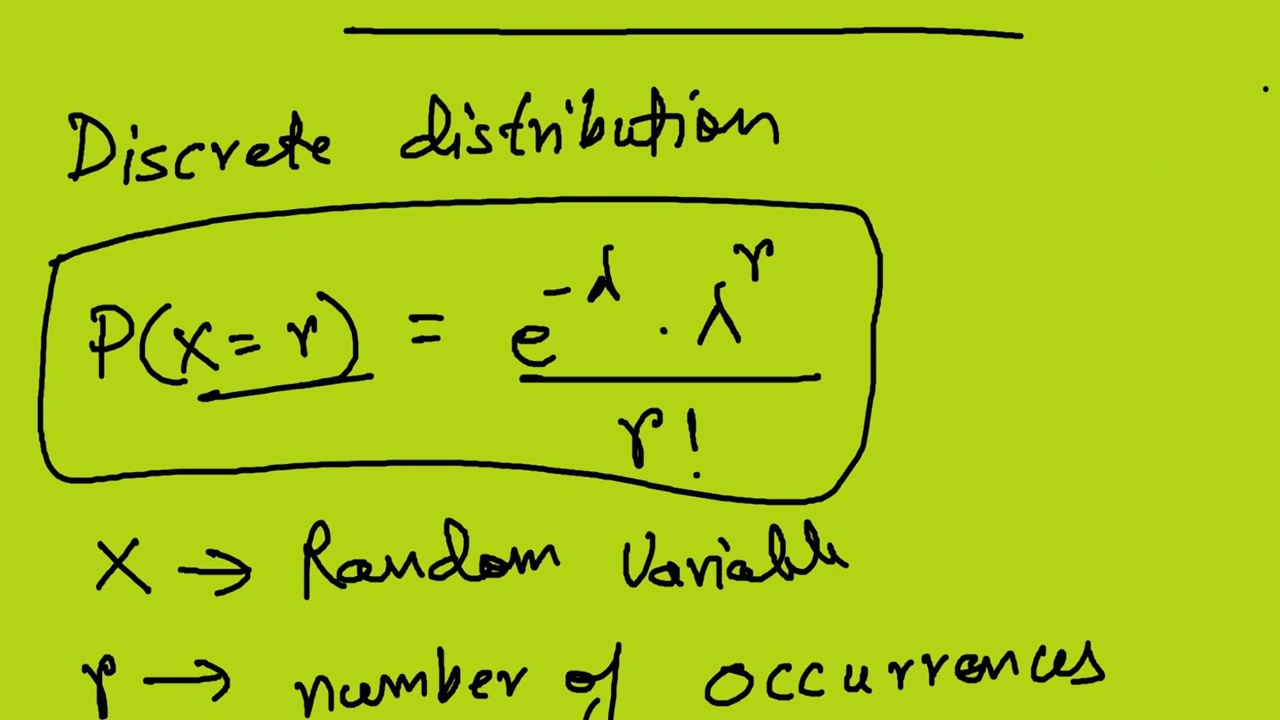 Discrete distribution
P(x = r) = e^{-λ} · λ^r / r!
X → Random Variable
r → number of occurrences